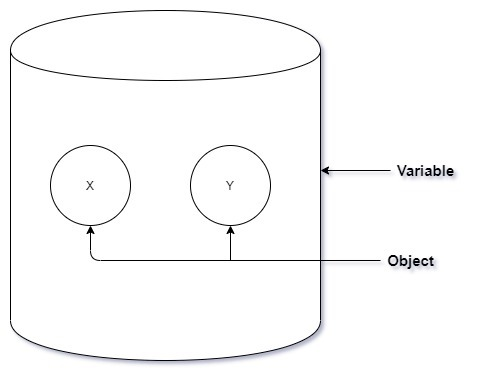 X
Y
Variable
Object